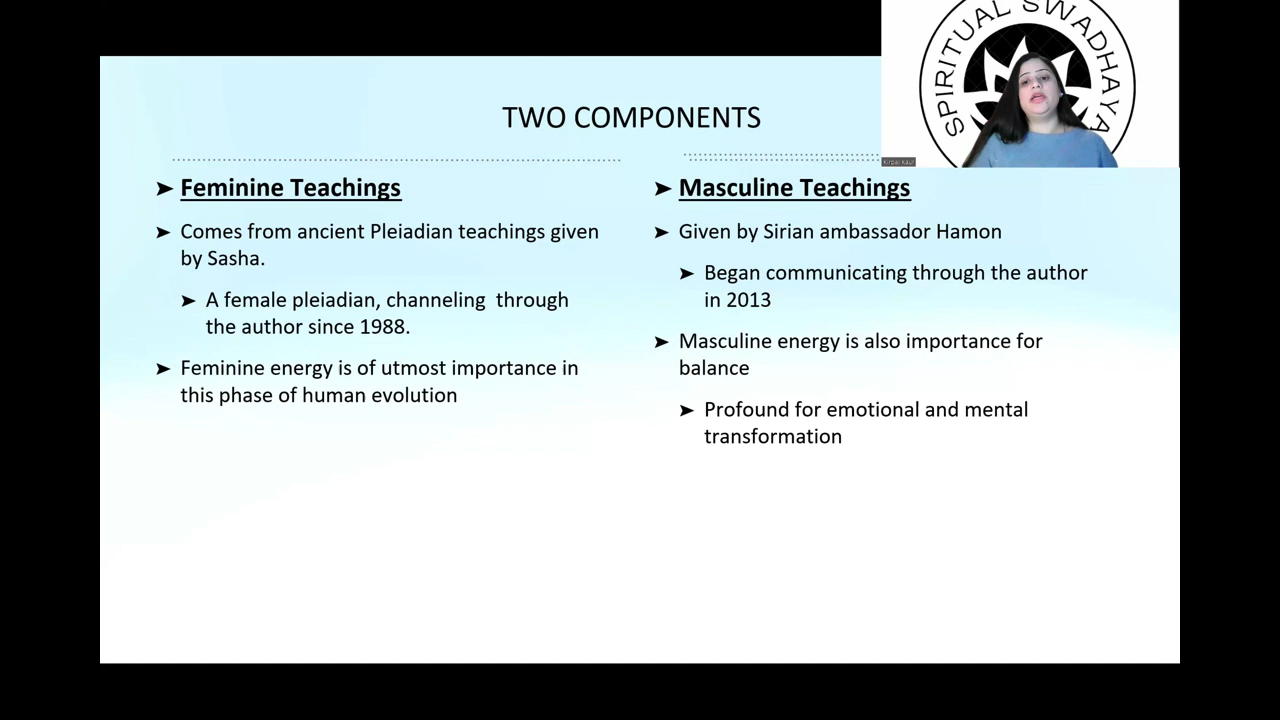 SPIRITUAL SWADHAYA
Kirpal Kaur
TWO COMPONENTS
➤ Feminine Teachings
➤ Comes from ancient Pleiadian teachings given
by Sasha.
➤ A female pleiadian, channeling through
the author since 1988.
➤ Feminine energy is of utmost importance in
this phase of human evolution
➤ Masculine Teachings
➤ Given by Sirian ambassador Hamon
➤ Began communicating through the author
in 2013
➤ Masculine energy is also importance for
balance
➤ Profound for emotional and mental
transformation